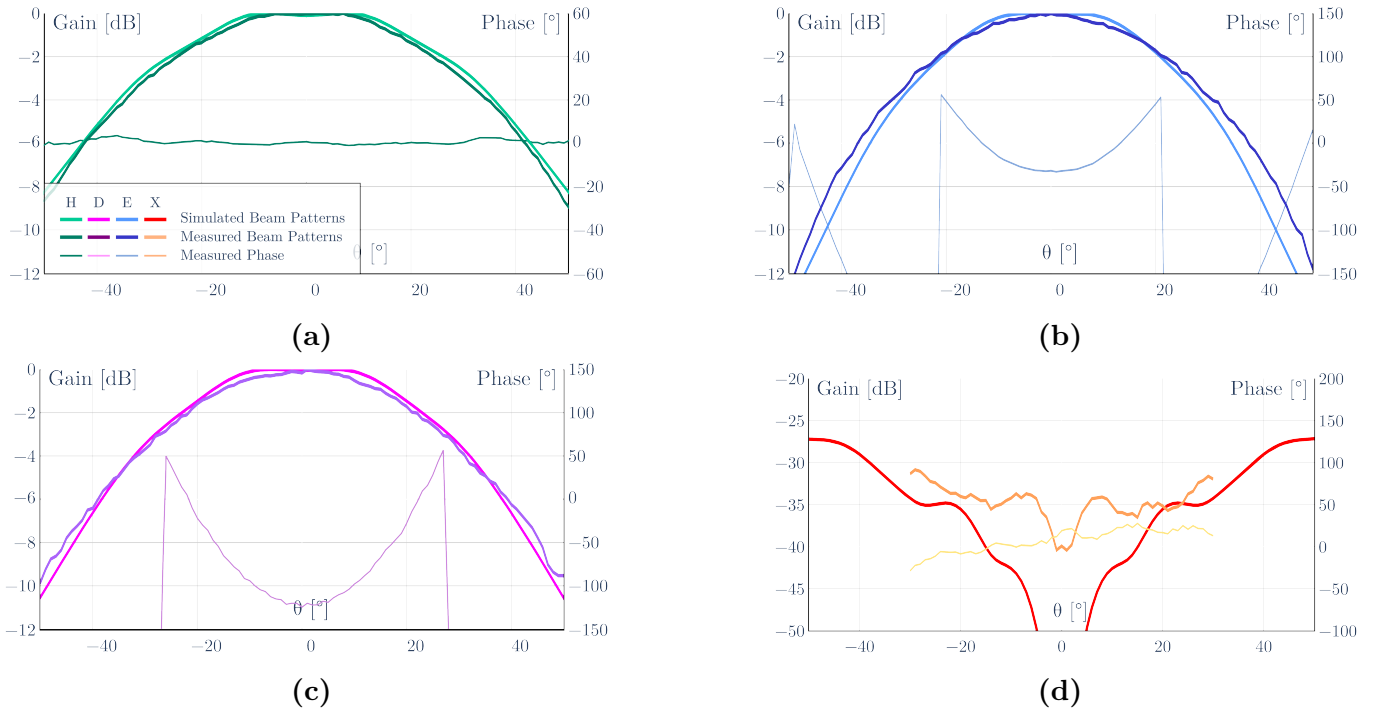 0 Gain [dB] Phase [°] 60
−2 40
−4 20
−6 0
−8 −20
H D E X
Simulated Beam Patterns
−10 Measured Beam Patterns −40
Measured Phase θ [°]
−12 −60
−40 −20 0 20 40
(a)
0 Gain [dB] Phase [°] 150
−2 100
−4 50
−6 0
−8 −50
−10 −100
θ [°]
−12 −150
−40 −20 0 20 40
(b)
0 Gain [dB] Phase [°] 150
−2 100
−4 50
−6 0
−8 −50
−10 −100
θ [°]
−12 −150
−40 −20 0 20 40
(c)
−20 Gain [dB] Phase [°] 200
−25 150
−30 100
−35 50
−40 0
−45 −50
θ [°]
−50 −100
−40 −20 0 20 40
(d)